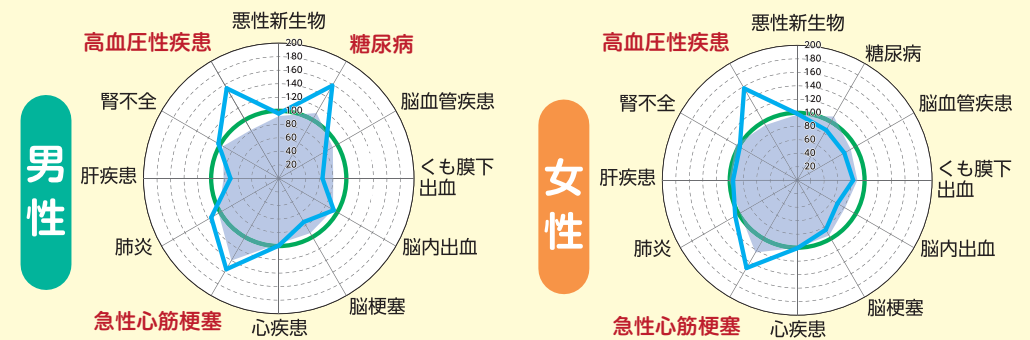 男性
悪性新生物
高血圧性疾患
糖尿病
腎不全
脳血管疾患
肝疾患
くも膜下
出血
肺炎
脳内出血
急性心筋梗塞
脳梗塞
心疾患
200
180
160
140
120
100
80
60
40
20
女性
悪性新生物
高血圧性疾患
糖尿病
腎不全
脳血管疾患
肝疾患
くも膜下
出血
肺炎
脳内出血
急性心筋梗塞
脳梗塞
心疾患
200
180
160
140
120
100
80
60
40
20